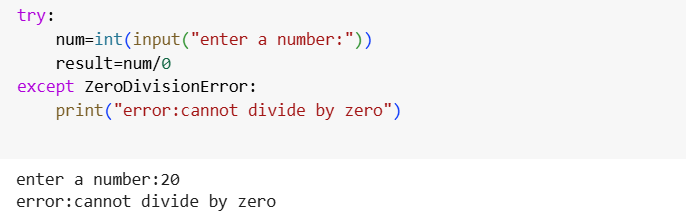 try:
    num=int(input("enter a number:"))
    result=num/0
except ZeroDivisionError:
    print("error:cannot divide by zero")
enter a number:20
error:cannot divide by zero